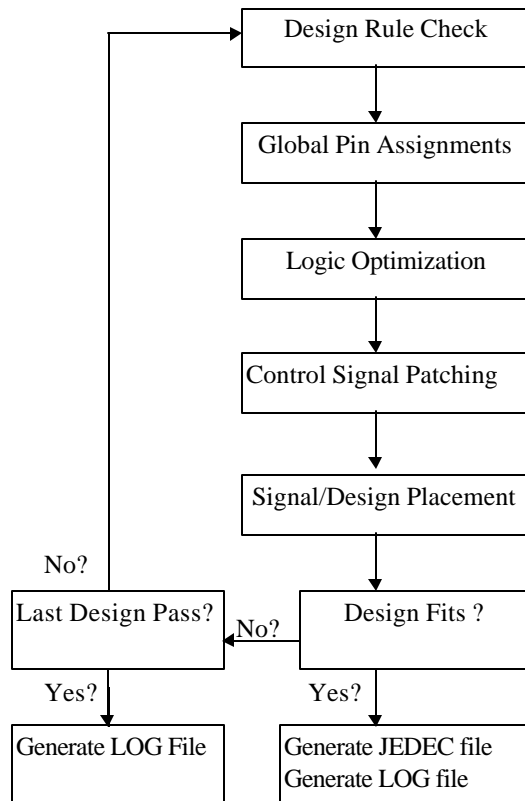 Design Rule Check
Global Pin Assignments
Logic Optimization
Control Signal Patching
Signal/Design Placement
No?
Last Design Pass?
No?
Design Fits ?
Yes?
Yes?
Generate LOG File
Generate JEDEC file
Generate LOG file